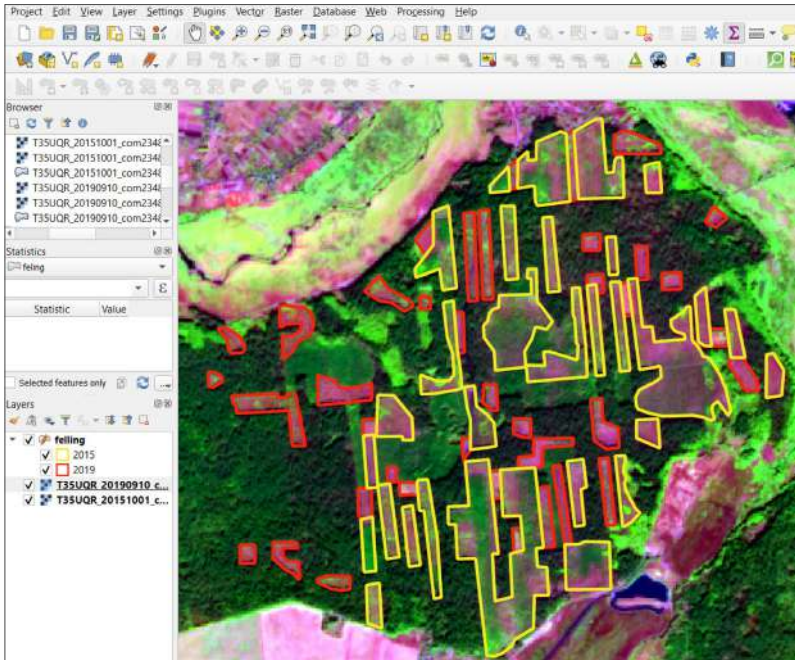 Project Edit View Layer Settings Plugins Vector Raster Database Web Processing Help
Browser
T35UQR_20151001_com2348
T35UQR_20151001_com2348
T35UQR_20151001_com2348
T35UQR_20190910_com2348
T35UQR_20190910_com2348
T35UQR_20190910_com2348
Statistics
feling
ε
Statistic Value
Selected features only
Layers
felling
2015
2019
T35UQR_20190910_c...
T35UQR_20151001_c...